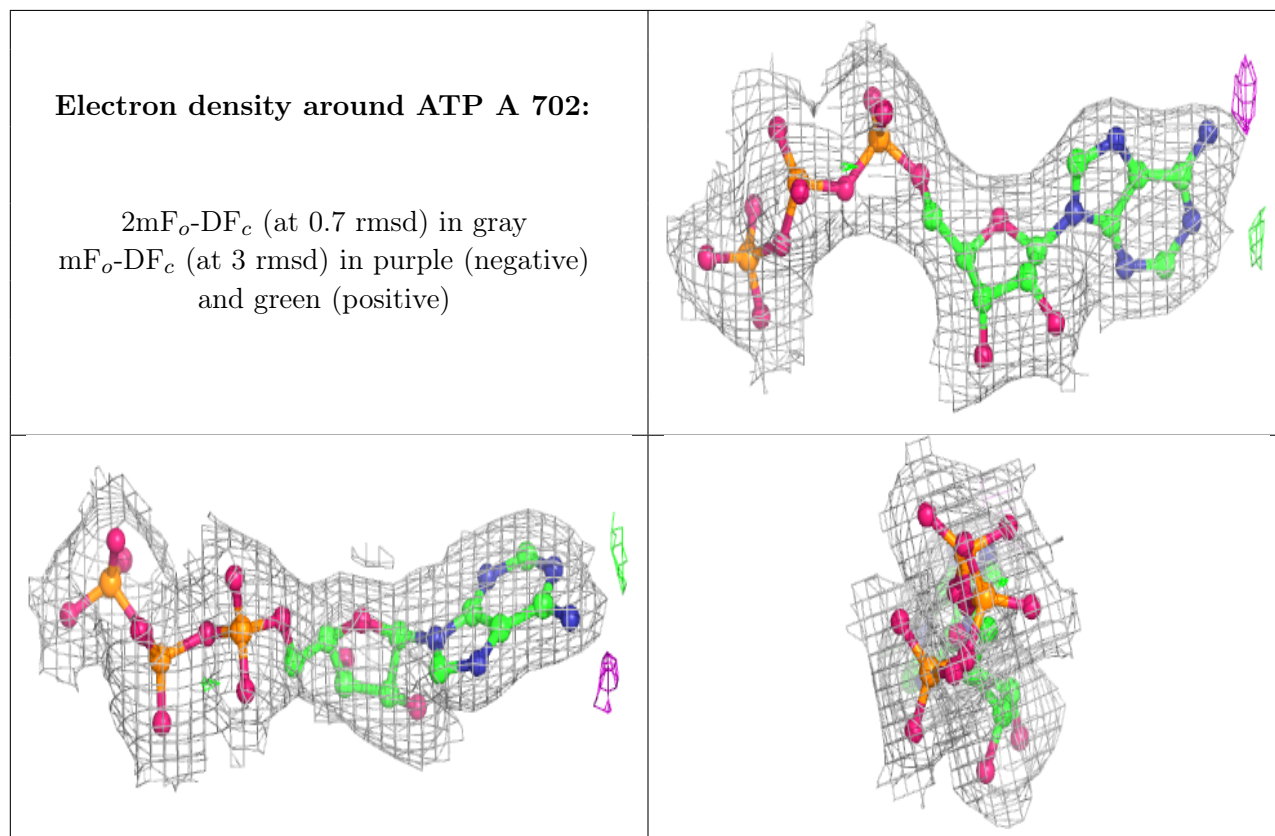 Electron density around ATP A 702:
2mFo-DFc (at 0.7 rmsd) in gray
mFo-DFc (at 3 rmsd) in purple (negative)
and green (positive)